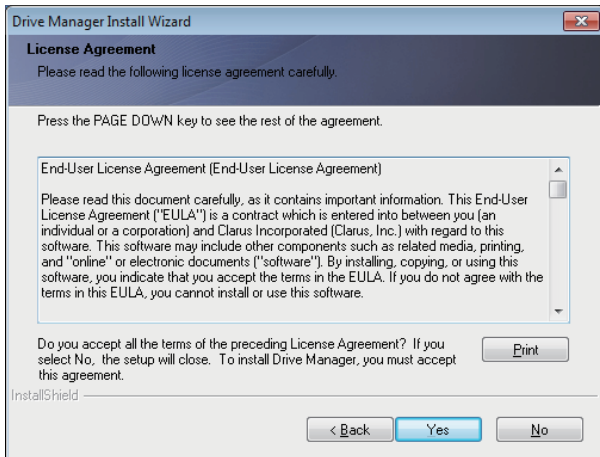 Drive Manager Install Wizard
License Agreement
Please read the following license agreement carefully.
Press the PAGE DOWN key to see the rest of the agreement.
End-User License Agreement (End-User License Agreement)
Please read this document carefully, as it contains important information. This End-User
License Agreement ("EULA") is a contract which is entered into between you (an
individual or a corporation) and Clarus Incorporated (Clarus, Inc.) with regard to this
software. This software may include other components such as related media, printing,
and "online" or electronic documents ("software"). By installing, copying, or using this
software, you indicate that you accept the terms in the EULA. If you do not agree with the
terms in this EULA, you cannot install or use this software.
Do you accept all the terms of the preceding License Agreement? If you
select No, the setup will close. To install Drive Manager, you must accept
this agreement.
Print
InstallShield
< Back
Yes
No